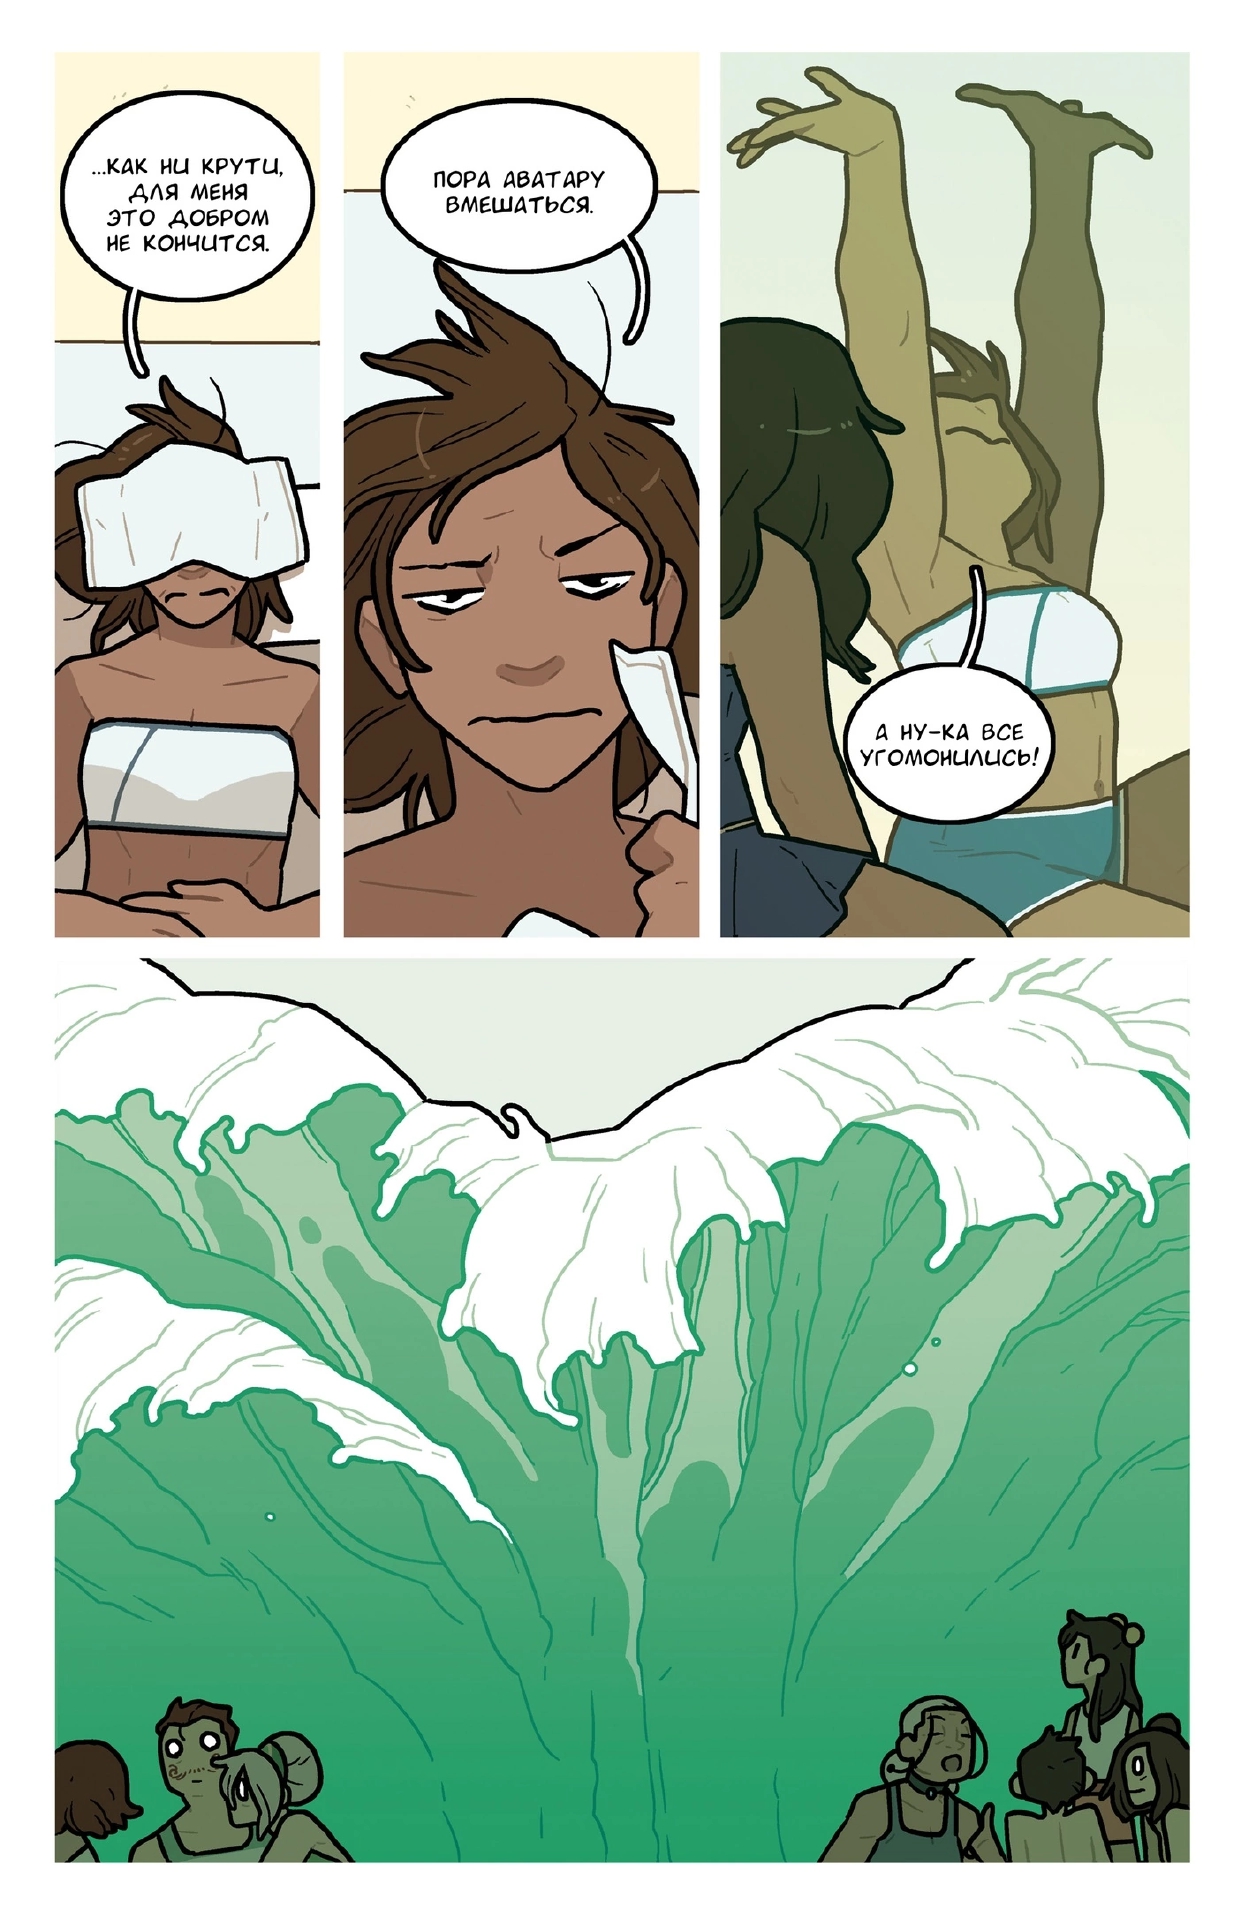 ...КАК НИ КРУТИ,
ДЛЯ МЕНЯ
ЭТО ДОБРОМ
НЕ КОНЧИТСЯ.
ПОРА АВАТАРУ
ВМЕШАТЬСЯ.
А НУ-КА ВСЕ
УГОМОНИЛИСЬ!